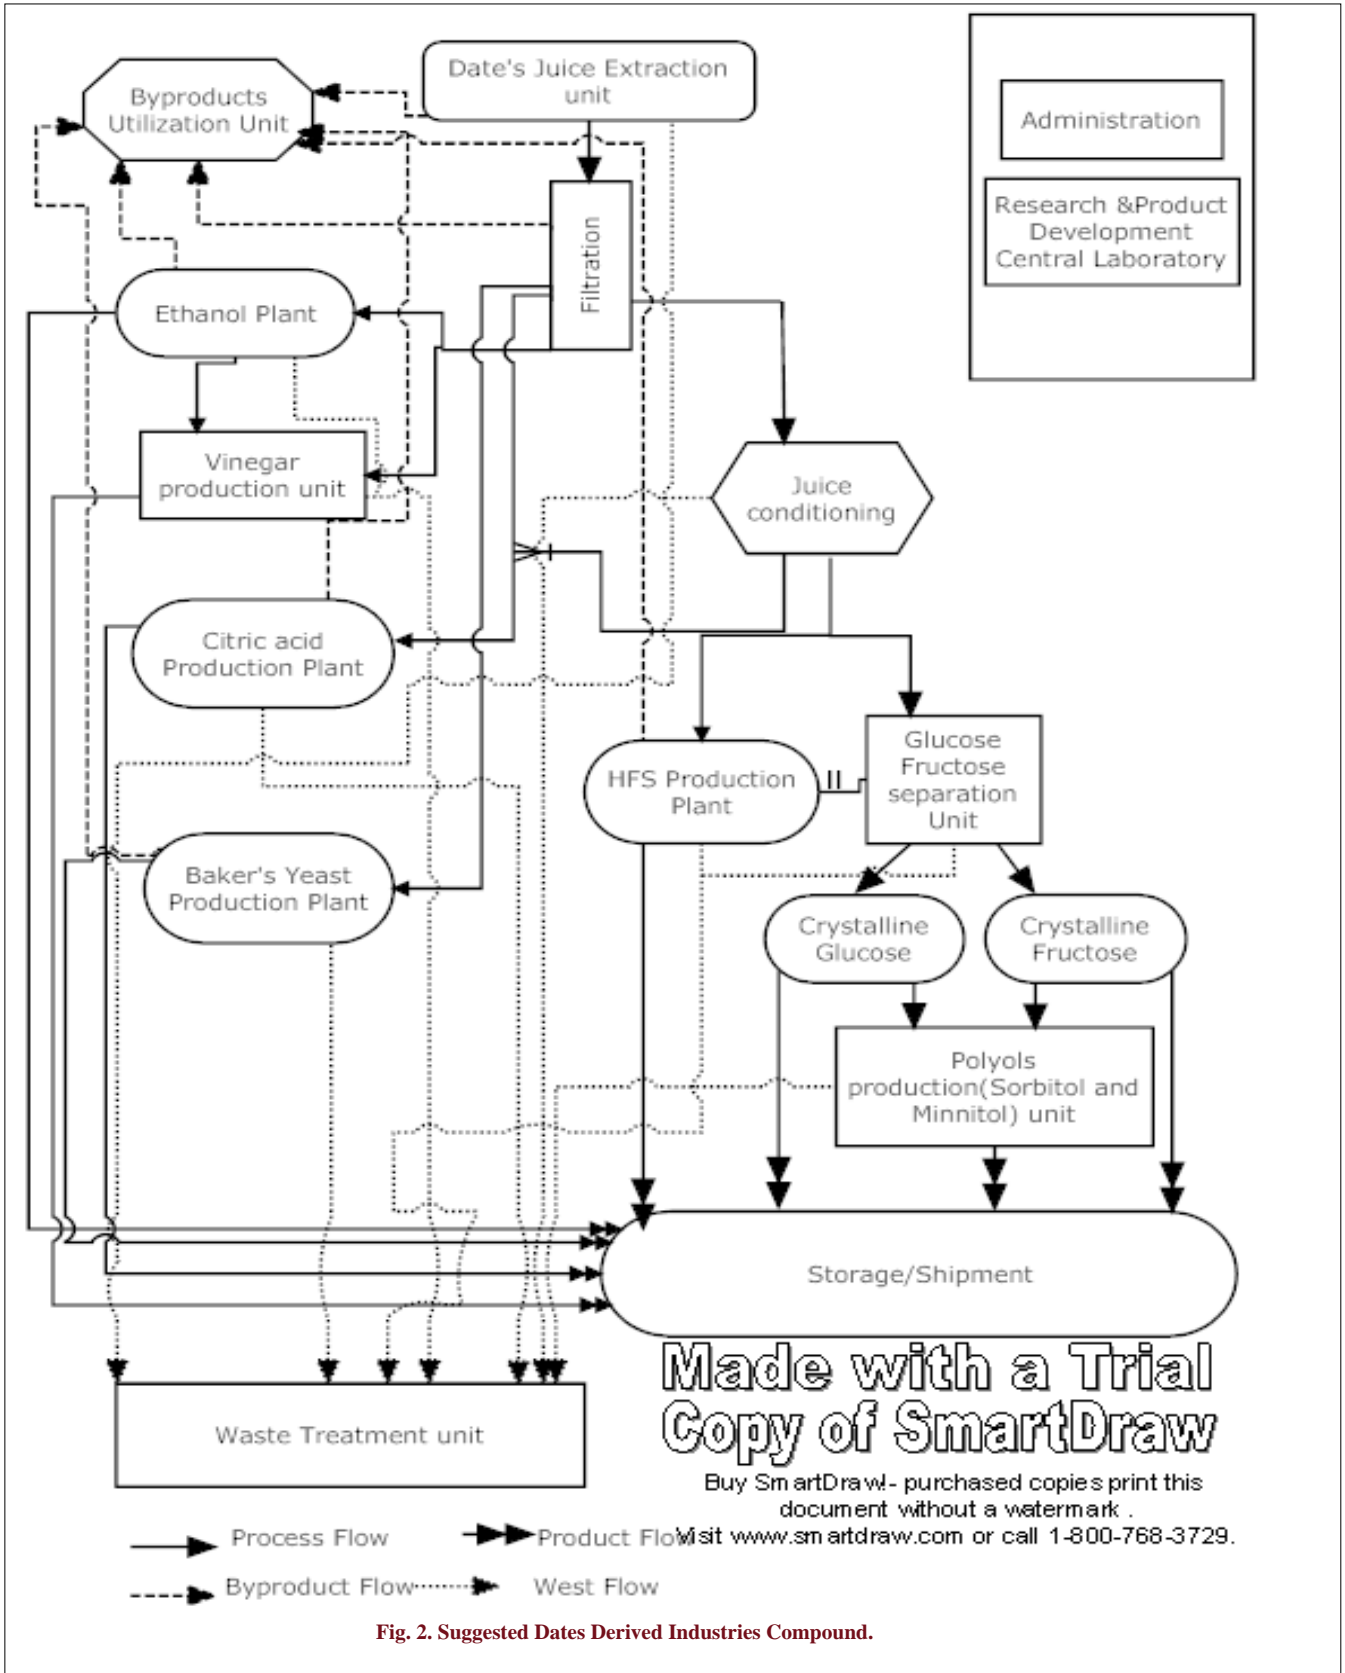 Date's Juice Extraction
unit
Byproducts
Utilization Unit
Administration
Research &Product
Development
Central Laboratory
Filtration
Ethanol Plant
Vinegar
production unit
Juice
conditioning
Citric acid
Production Plant
Glucose
Fructose
separation
Unit
HFS Production
Plant
Baker's Yeast
Production Plant
Crystalline
Glucose
Crystalline
Fructose
Polyols
production(Sorbitol and
Minnitol) unit
Storage/Shipment
Made with a Trial
Copy of SmartDraw
Buy SmartDraw!- purchased copies print this
document without a watermark .
Visit www.smartdraw.com or call 1-800-768-3729.
Waste Treatment unit
Process Flow
Product Flow
Byproduct Flow
West Flow
Fig. 2. Suggested Dates Derived Industries Compound.